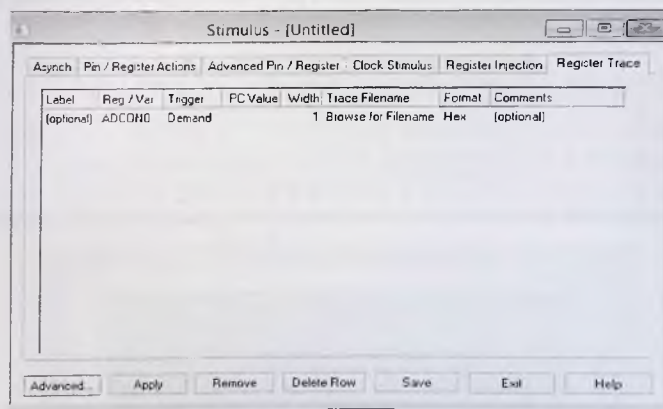 Stimulus - [Untitled]
Asynch Pin / Register Actions Advanced Pin / Register Clock Stimulus Register Injection Register Trace
Label Reg / Var Trigger PC Value Width Trace Filename Format Comments
(optional) ADCON0 Demand 1 Browse for Filename Hex (optional)
Advanced... Apply Remove Delete Row Save Exit Help